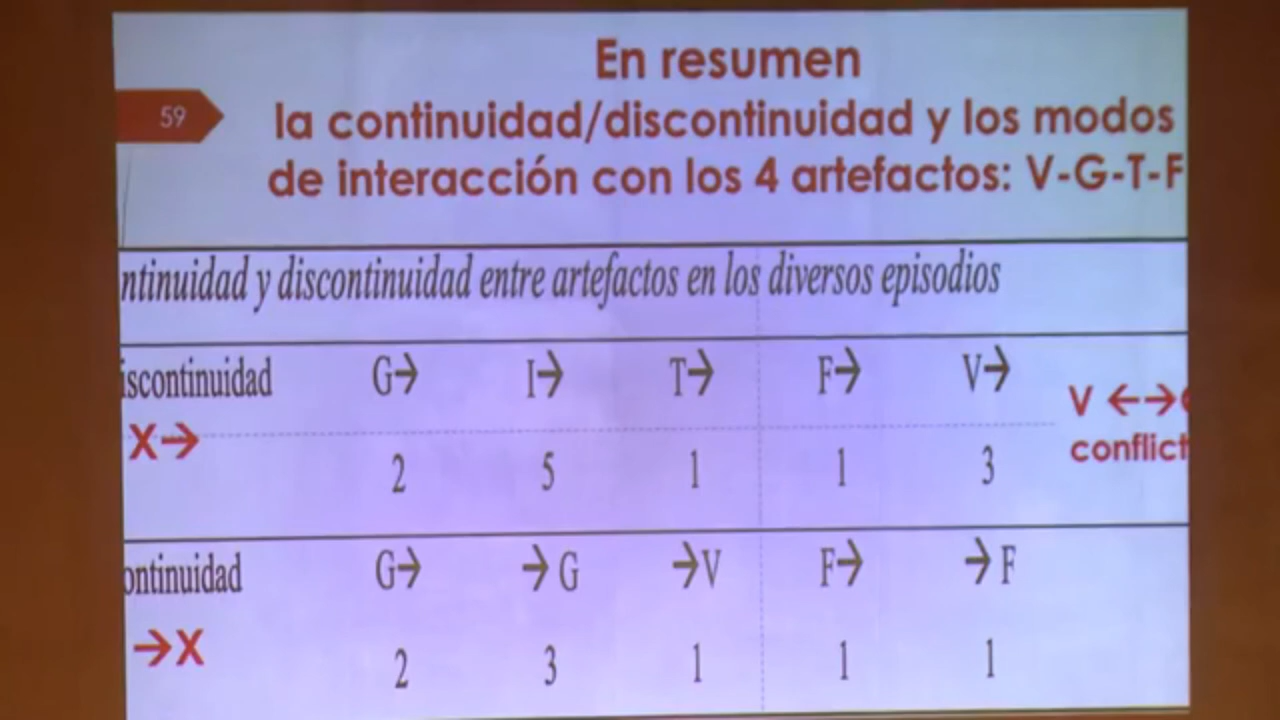 En resumen
59
la continuidad/discontinuidad y los modos
de interacción con los 4 artefactos: V-G-T-F
ntinuidad y discontinuidad entre artefactos en los diversos episodios
iscontinuidad G→ I→ T→ F→ V→
V ←→
X→
conflict
2 5 1 1 3
ontinuidad G→ →G →V F→ →F
→X
2 3 1 1 1